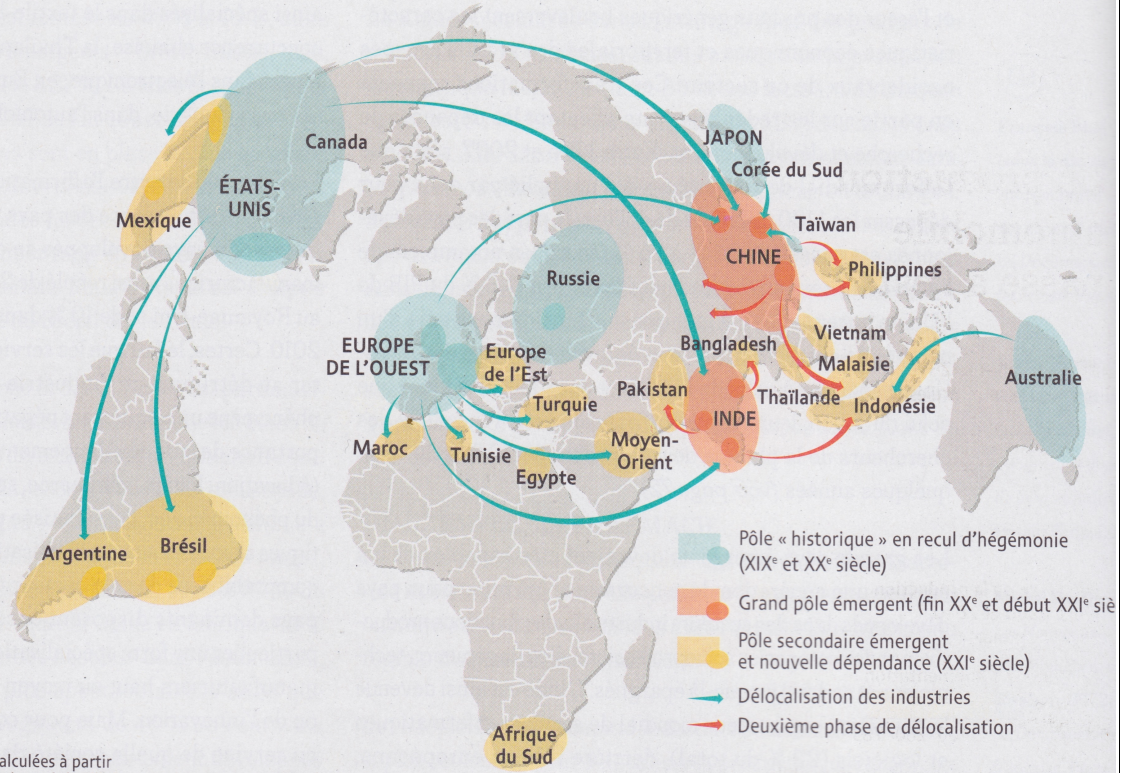 Canada
ÉTATS-
UNIS
Mexique
JAPON
Corée du Sud
Taïwan
CHINE
Philippines
Russie
EUROPE
DE L'OUEST
Europe
de l'Est
Turquie
Bangladesh
Vietnam
Malaisie
Pakistan
Thaïlande
Indonésie
Australie
INDE
Maroc
Tunisie
Egypte
Moyen-
Orient
Argentine
Brésil
Afrique
du Sud
Pôle « historique » en recul d'hégémonie
(XIXe et XXe siècle)
Grand pôle émergent (fin XXe et début XXIe siè
Pôle secondaire émergent
et nouvelle dépendance (XXIe siècle)
Délocalisation des industries
Deuxième phase de délocalisation
alculées à partir